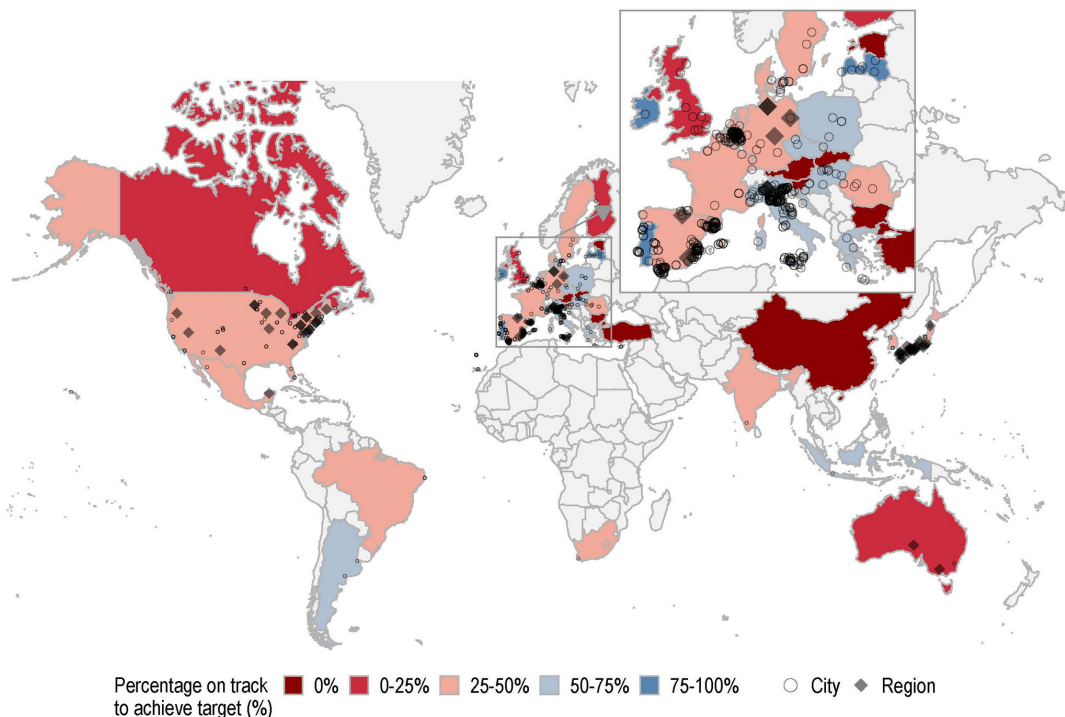 Percentage on track
to achieve target (%)
0%
0-25%
25-50%
50-75%
75-100%
City
Region